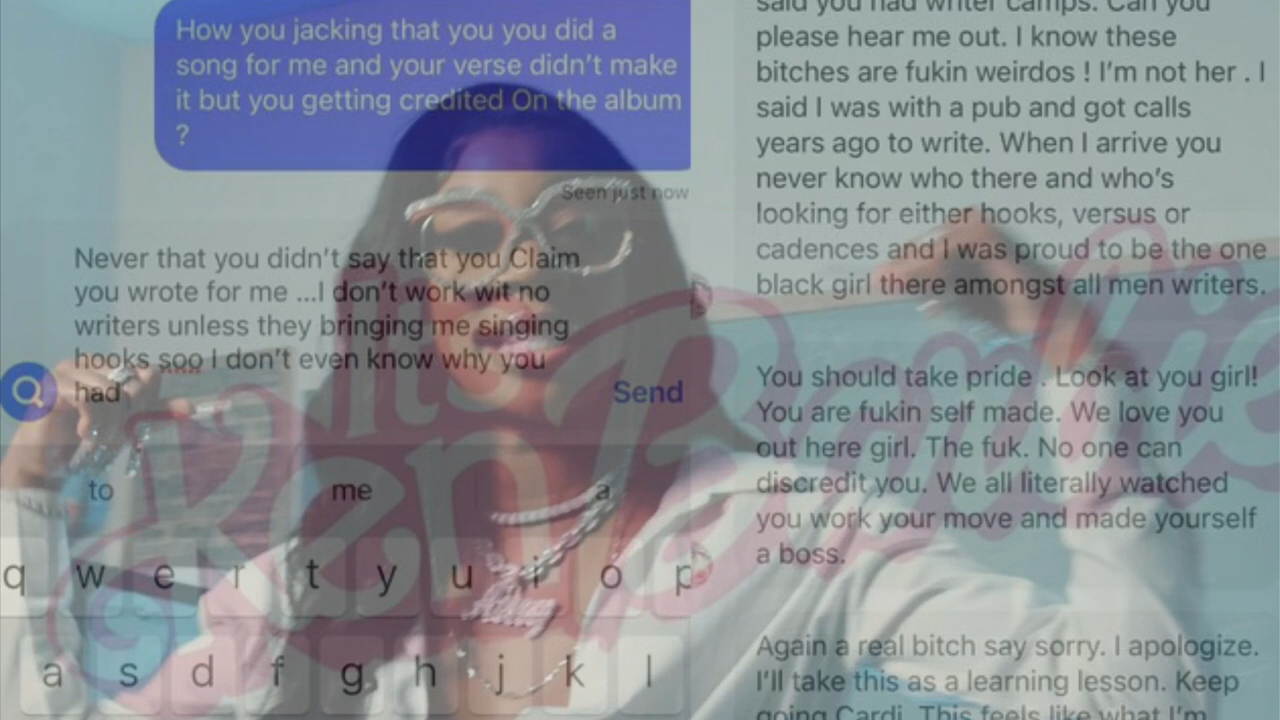 How you jacking that you you did a
song for me and your verse didn't make
it but you getting credited On the album
?
Seen just now
Never that you didn't say that you Claim
you wrote for me ...I don't work wit no
writers unless they bringing me singing
hooks soo I don't even know why you
had
Send
to me a
q w e r t y u i o p
a s d f g h j k l
said you had writer camps. Can you
please hear me out. I know these
bitches are fukin weirdos ! I'm not her . I
said I was with a pub and got calls
years ago to write. When I arrive you
never know who there and who's
looking for either hooks, versus or
cadences and I was proud to be the one
black girl there amongst all men writers.
You should take pride . Look at you girl!
You are fukin self made. We love you
out here girl. The fuk. No one can
discredit you. We all literally watched
you work your move and made yourself
a boss.
Again a real bitch say sorry. I apologize.
I'll take this as a learning lesson. Keep
going Cardi. This feels like what I'm